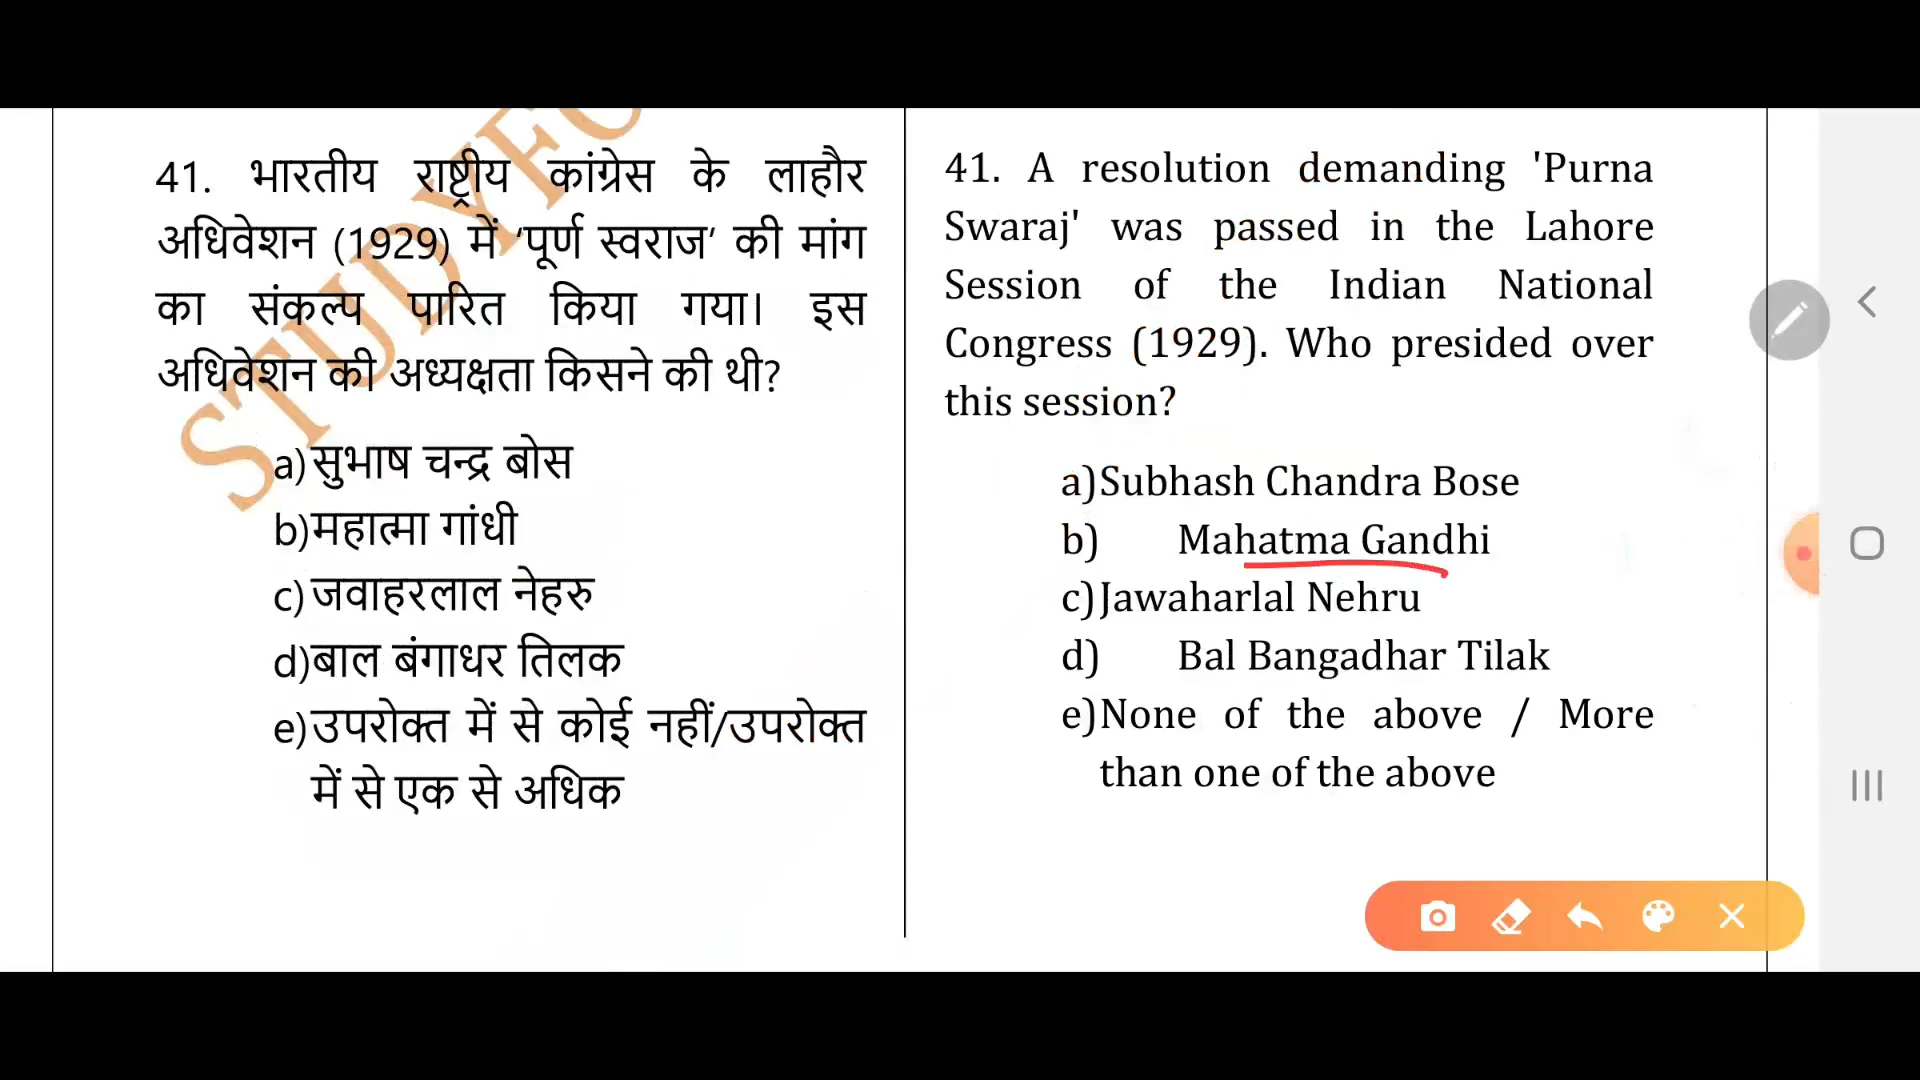 41. भारतीय राष्ट्रीय कांग्रेस के लाहौर
अधिवेशन (1929) में ‘पूर्ण स्वराज’ की मांग
का संकल्प पारित किया गया। इस
अधिवेशन की अध्यक्षता किसने की थी?
a) सुभाष चन्द्र बोस
b) महात्मा गांधी
c) जवाहरलाल नेहरु
d) बाल बंगाधर तिलक
e) उपरोक्त में से कोई नहीं/उपरोक्त
में से एक से अधिक
STUDYFO
41. A resolution demanding 'Purna
Swaraj' was passed in the Lahore
Session of the Indian National
Congress (1929). Who presided over
this session?
a) Subhash Chandra Bose
b) Mahatma Gandhi
c) Jawaharlal Nehru
d) Bal Bangadhar Tilak
e) None of the above / More
than one of the above